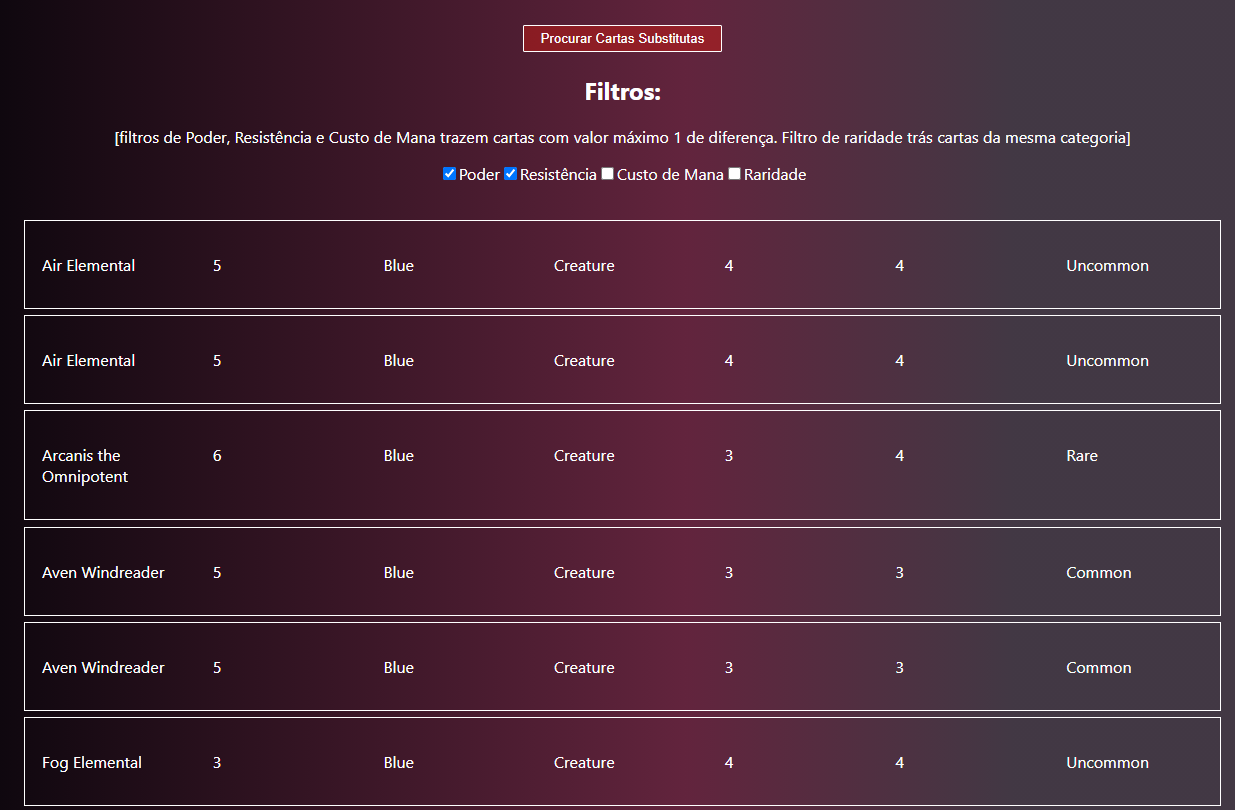 Procurar Cartas Substitutas
Filtros:
[filtros de Poder, Resistência e Custo de Mana trazem cartas com valor máximo 1 de diferença. Filtro de raridade trás cartas da mesma categoria]
Poder Resistência Custo de Mana Raridade
Air Elemental 5 Blue Creature 4 4 Uncommon
Air Elemental 5 Blue Creature 4 4 Uncommon
Arcanis the 6 Blue Creature 3 4 Rare
Omnipotent
Aven Windreader 5 Blue Creature 3 3 Common
Aven Windreader 5 Blue Creature 3 3 Common
Fog Elemental 3 Blue Creature 4 4 Uncommon